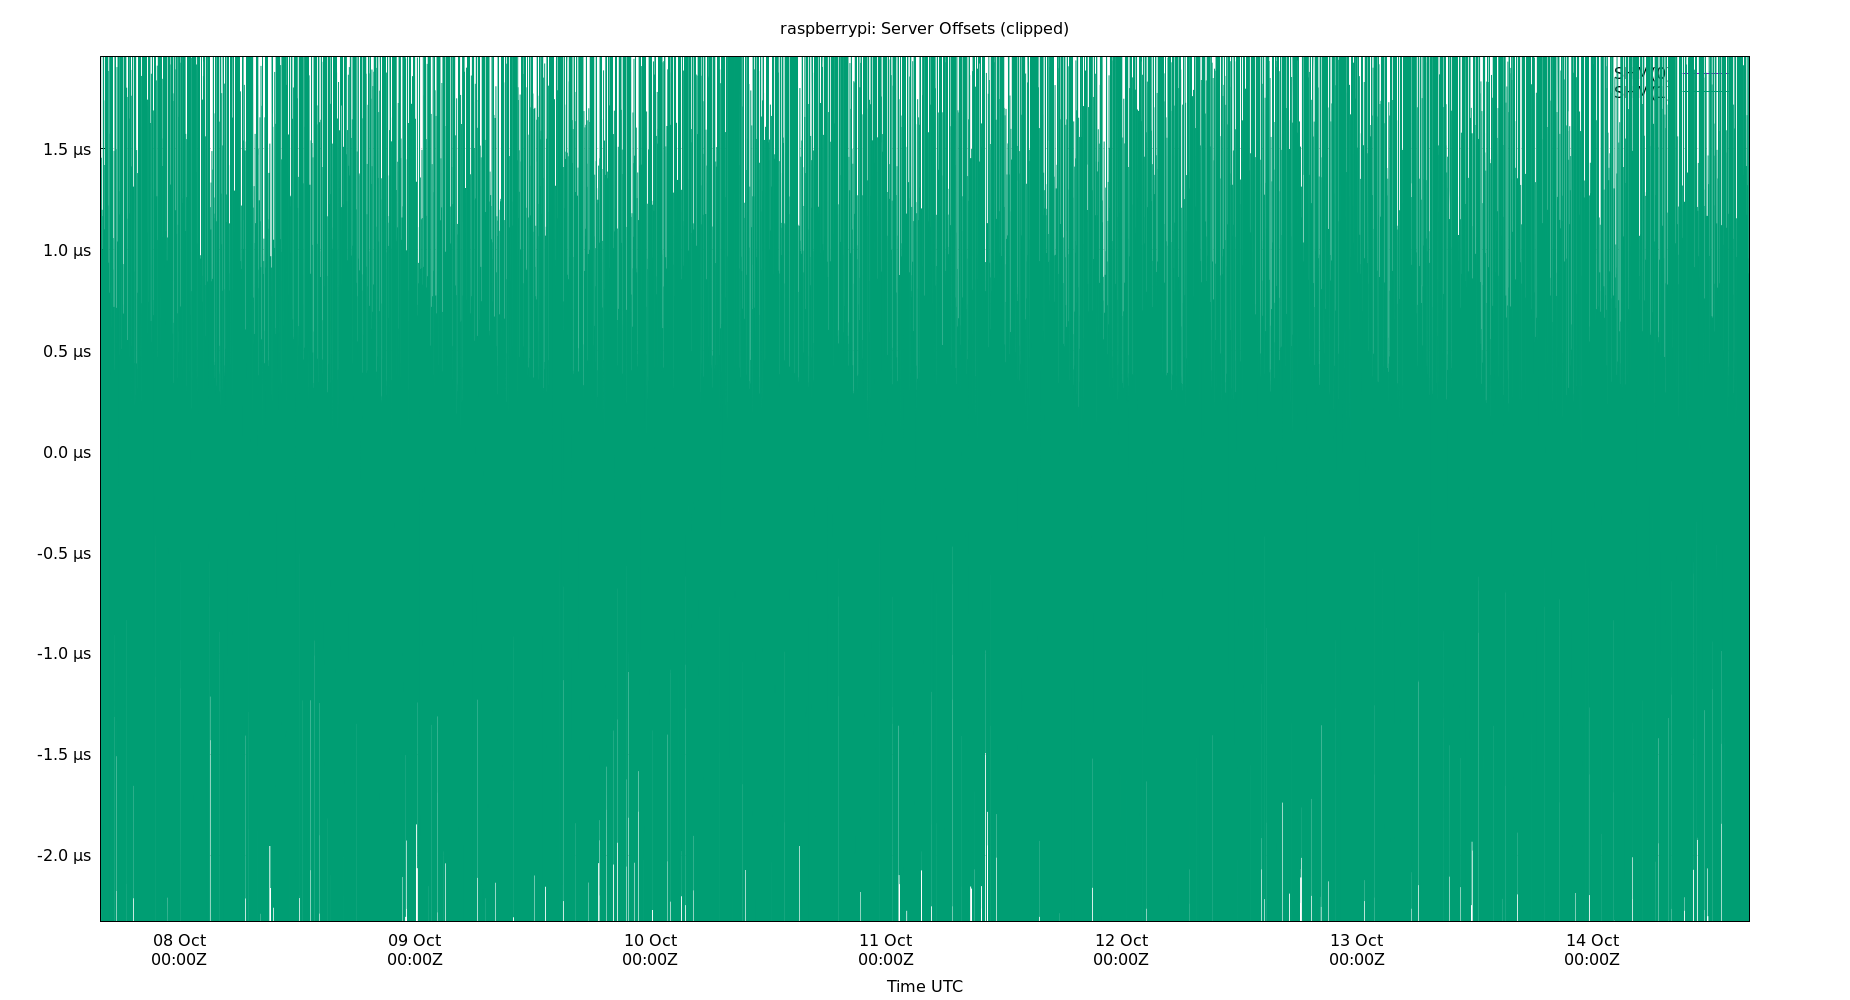 raspberrypi: Server Offsets (clipped)
1.5 µs
1.0 µs
0.5 µs
0.0 µs
-0.5 µs
-1.0 µs
-1.5 µs
-2.0 µs
08 Oct 09 Oct 10 Oct 11 Oct 12 Oct 13 Oct 14 Oct
00:00Z 00:00Z 00:00Z 00:00Z 00:00Z 00:00Z 00:00Z
Time UTC